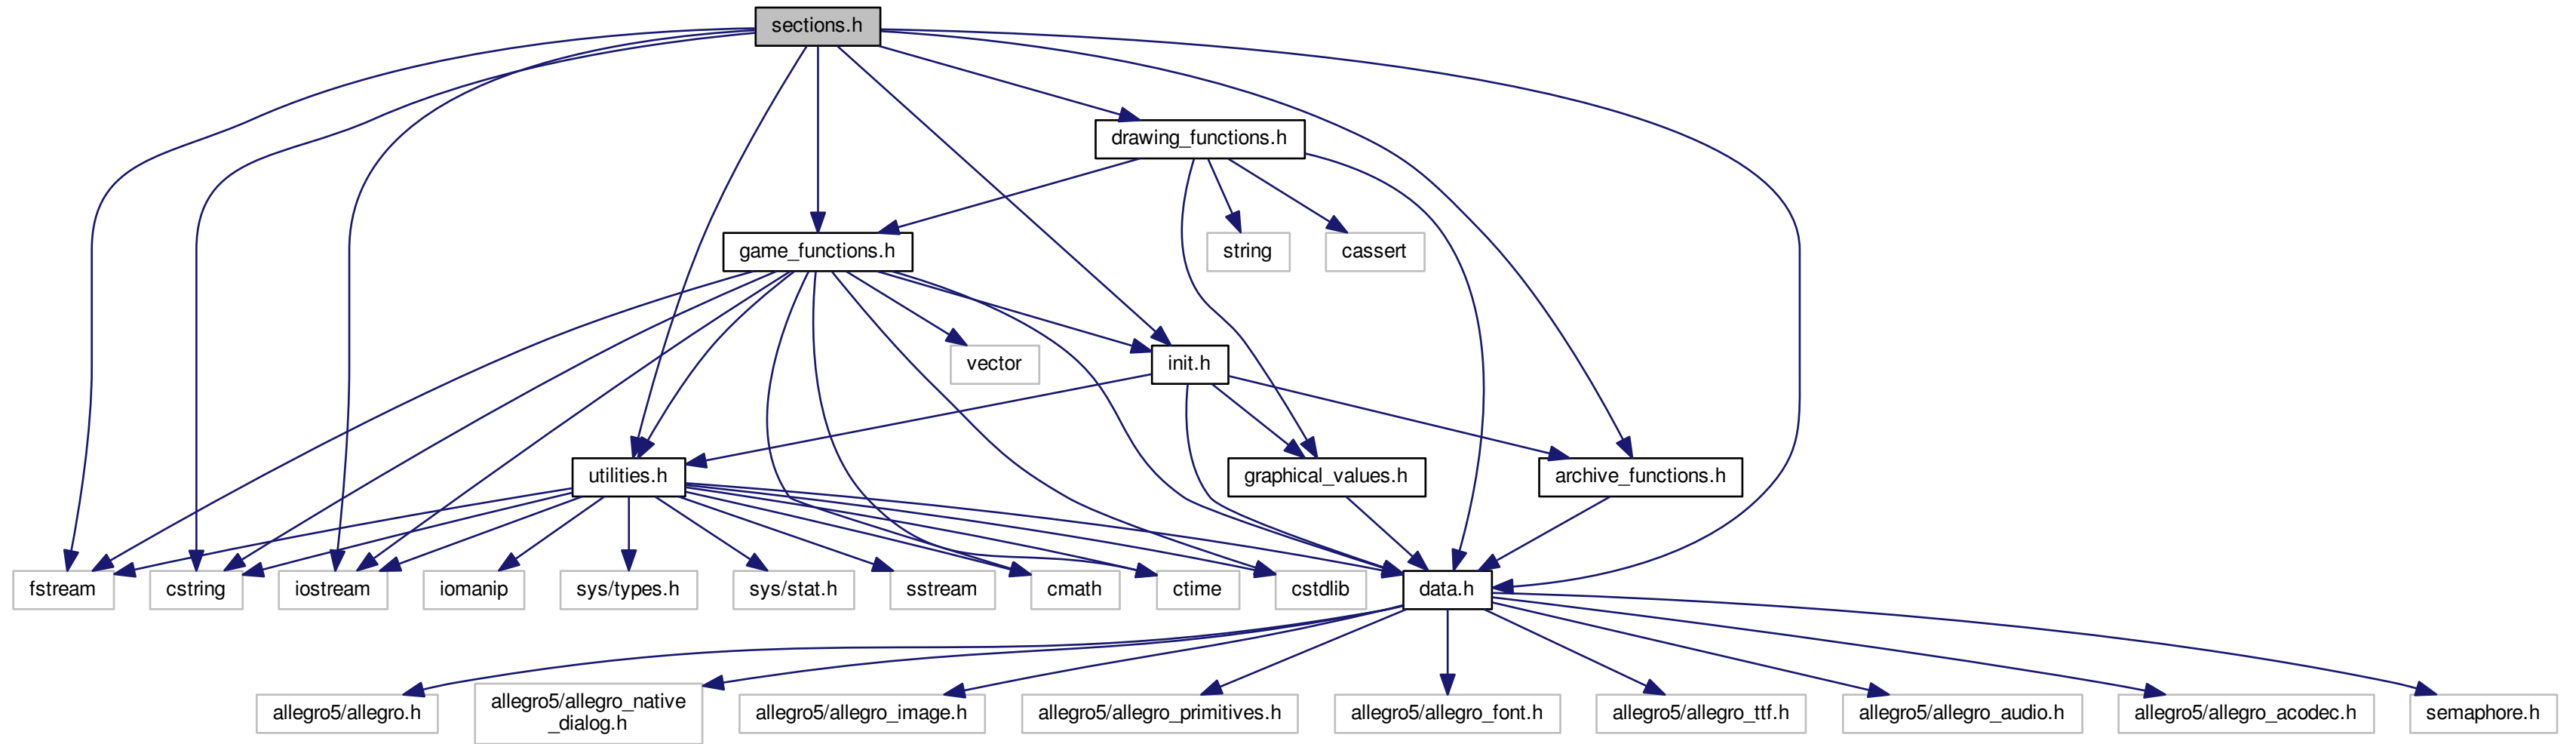 sections.h
drawing_functions.h
game_functions.h
string
cassert
vector
init.h
utilities.h
graphical_values.h
archive_functions.h
fstream
cstring
iostream
iomanip
sys/types.h
sys/stat.h
sstream
cmath
ctime
cstdlib
data.h
allegro5/allegro.h
allegro5/allegro_native
_dialog.h
allegro5/allegro_image.h
allegro5/allegro_primitives.h
allegro5/allegro_font.h
allegro5/allegro_ttf.h
allegro5/allegro_audio.h
allegro5/allegro_acodec.h
semaphore.h